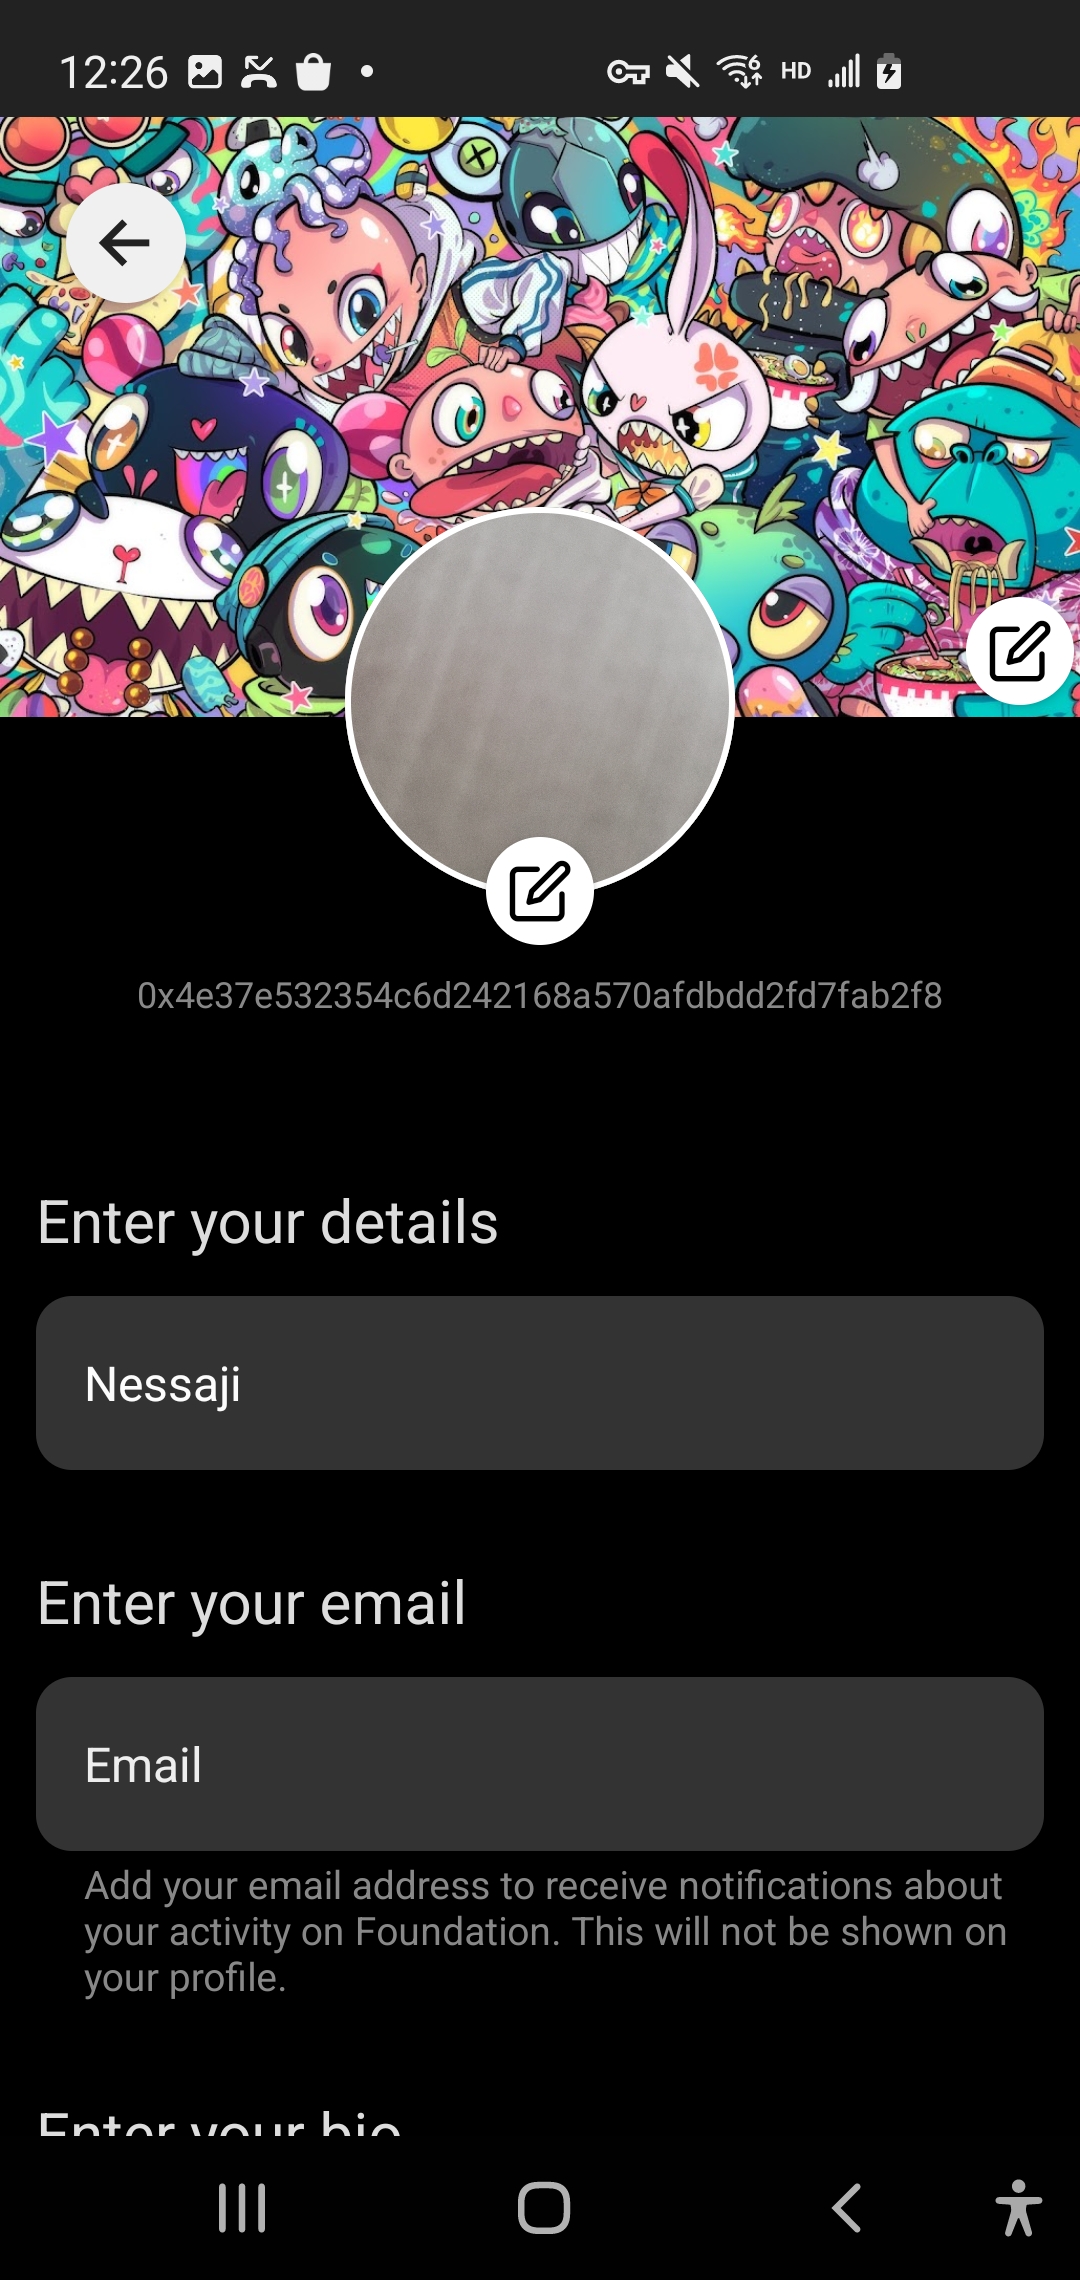 12:26
6
HD
0x4e37e532354c6d242168a570afdbdd2fd7fab2f8
Enter your details
Nessaji
Enter your email
Email
Add your email address to receive notifications about
your activity on Foundation. This will not be shown on
your profile.
Enter your bio